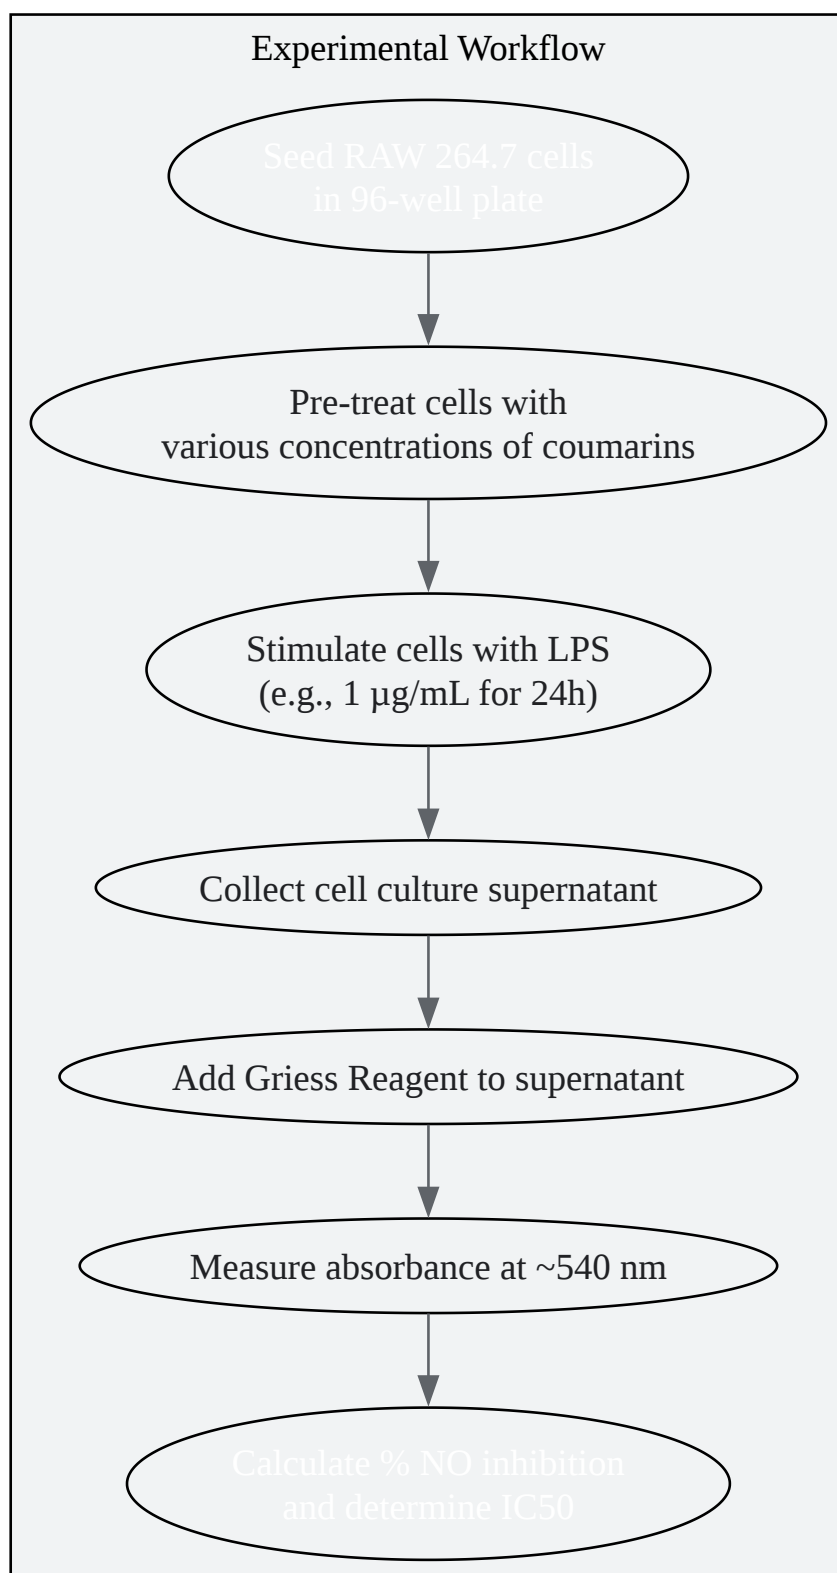 Experimental Workflow
Seed RAW 264.7 cells
in 96-well plate
Pre-treat cells with
various concentrations of coumarins
Stimulate cells with LPS
(e.g., 1 µg/mL for 24h)
Collect cell culture supernatant
Add Griess Reagent to supernatant
Measure absorbance at ~540 nm
Calculate % NO inhibition
and determine IC50